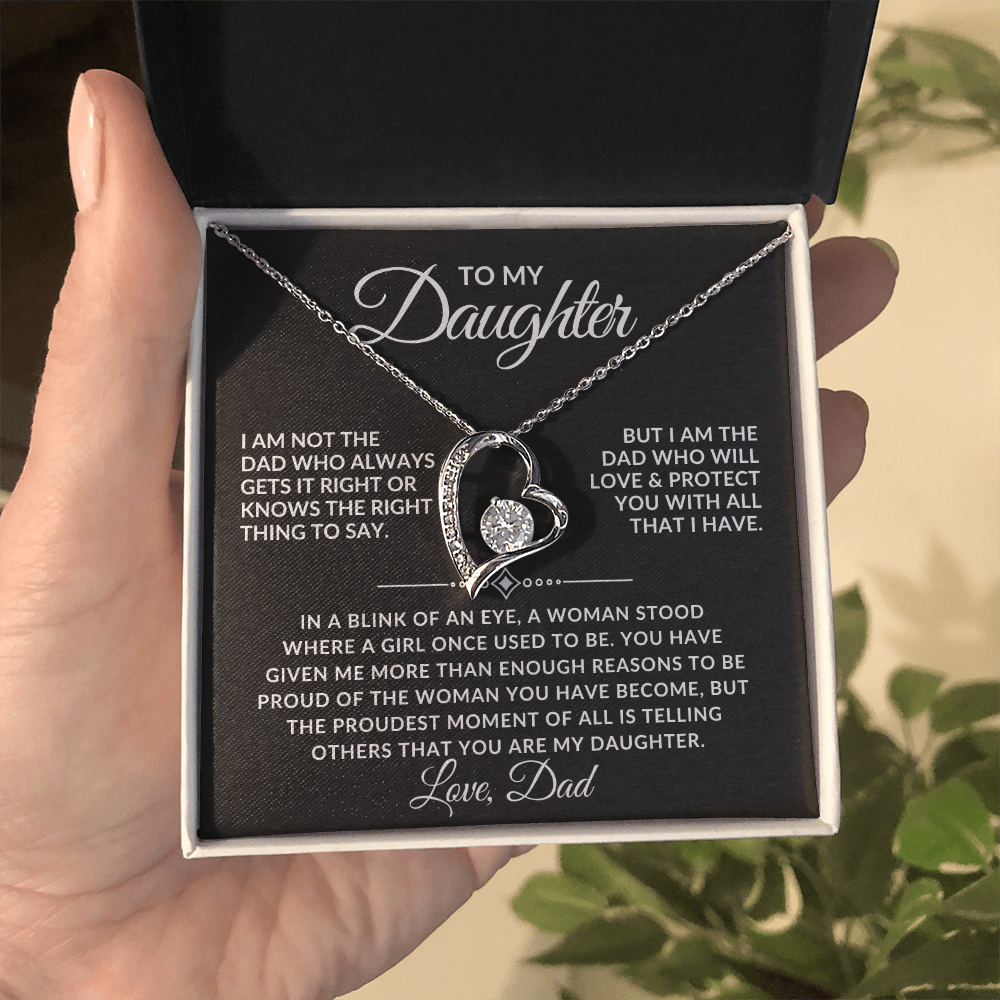 TO MY
Daughter
I AM NOT THE
DAD WHO ALWAYS
GETS IT RIGHT OR
KNOWS THE RIGHT
THING TO SAY.
BUT I AM THE
DAD WHO WILL
LOVE & PROTECT
YOU WITH ALL
THAT I HAVE.
IN A BLINK OF AN EYE, A WOMAN STOOD
WHERE A GIRL ONCE USED TO BE. YOU HAVE
GIVEN ME MORE THAN ENOUGH REASONS TO BE
PROUD OF THE WOMAN YOU HAVE BECOME, BUT
THE PROUDEST MOMENT OF ALL IS TELLING
OTHERS THAT YOU ARE MY DAUGHTER.
Love, Dad